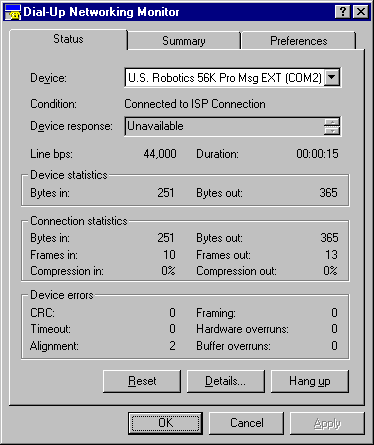 Dial-Up Networking Monitor
Status Summary Preferences
Device: U.S. Robotics 56K Pro Msg EXT (COM2)
Condition: Connected to ISP Connection
Device response: Unavailable
Line bps: 44,000 Duration: 00:00:15
Device statistics
Bytes in: 251 Bytes out: 365
Connection statistics
Bytes in: 251 Bytes out: 365
Frames in: 10 Frames out: 13
Compression in: 0% Compression out: 0%
Device errors
CRC: 0 Framing: 0
Timeout: 0 Hardware overruns: 0
Alignment: 2 Buffer overruns: 0
Reset Details... Hang up
OK Cancel Apply